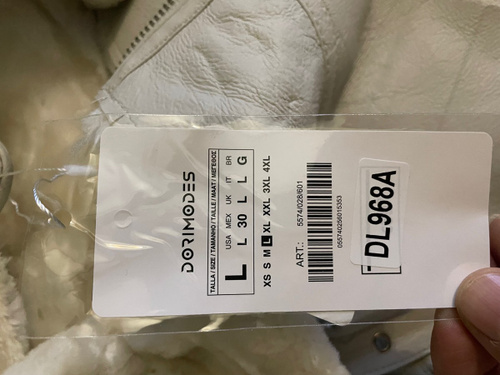 DORIMODES
TALLA / SIZE / TAMANHO / TAILLE / MAAT / ΜΕΓΕΘΟΣ
L
USA MEX UK IT BR
L L 30 L L G
XS S M L XL XXL 3XL 4XL
ART.: 5574/028/601
05574028601S353
DL968A